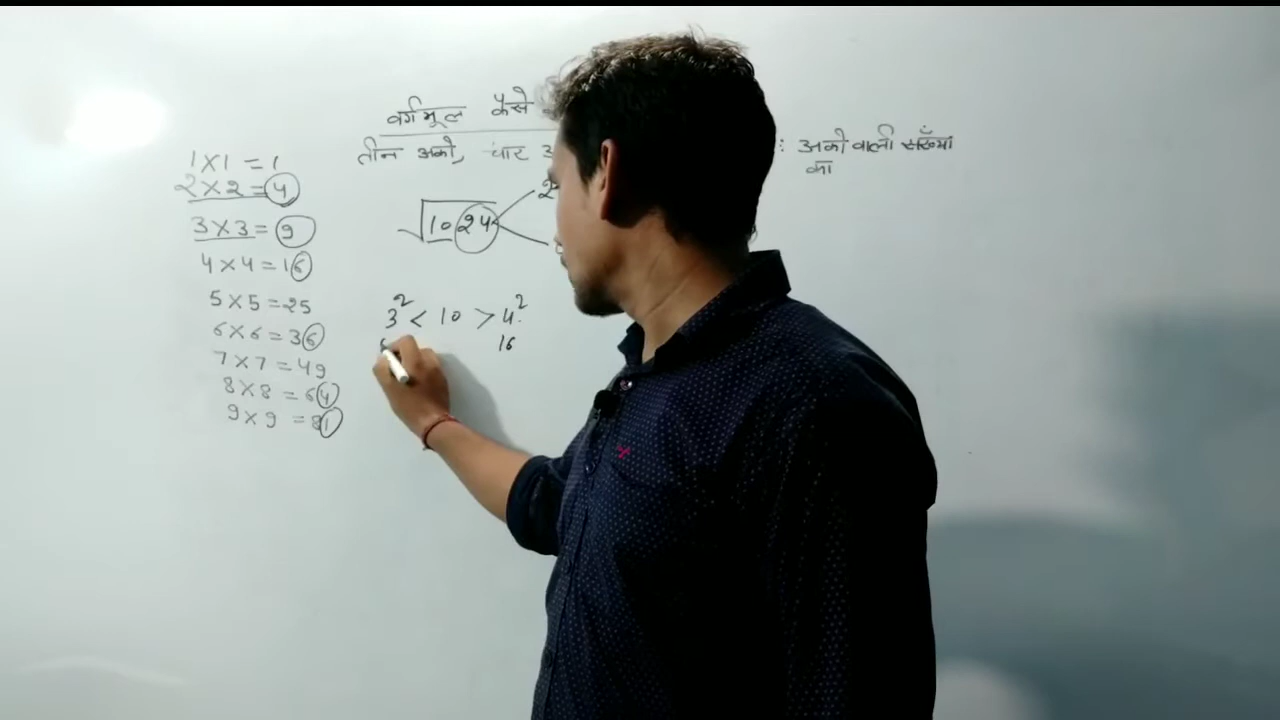 वर्गमूल कैसे
तीन अंको, चार : अंको वाली संख्याँ
का
1 X 1 = 1
2 X 2 = 4
3 X 3 = 9
4 X 4 = 16
5 X 5 = 25
6 X 6 = 36
7 X 7 = 49
8 X 8 = 64
9 X 9 = 81
√1024 2
3² < 10 > 4²
16